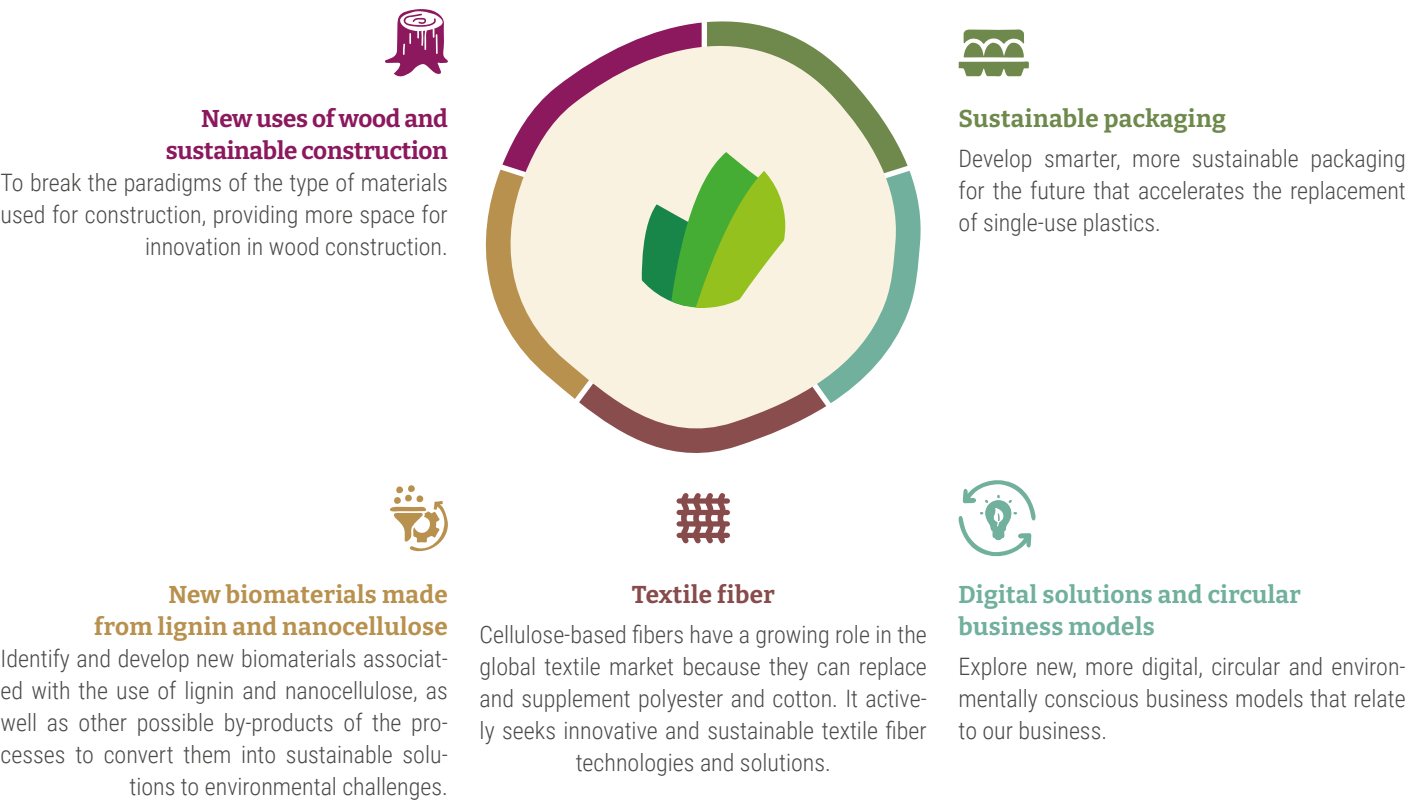 New uses of wood and
sustainable construction
To break the paradigms of the type of materials
used for construction, providing more space for
innovation in wood construction.
Sustainable packaging
Develop smarter, more sustainable packaging
for the future that accelerates the replacement
of single-use plastics.
New biomaterials made
from lignin and nanocellulose
Identify and develop new biomaterials associat-
ed with the use of lignin and nanocellulose, as
well as other possible by-products of the pro-
cesses to convert them into sustainable solu-
tions to environmental challenges.
Textile fiber
Cellulose-based fibers have a growing role in the
global textile market because they can replace
and supplement polyester and cotton. It active-
ly seeks innovative and sustainable textile fiber
technologies and solutions.
Digital solutions and circular
business models
Explore new, more digital, circular and environ-
mentally conscious business models that relate
to our business.